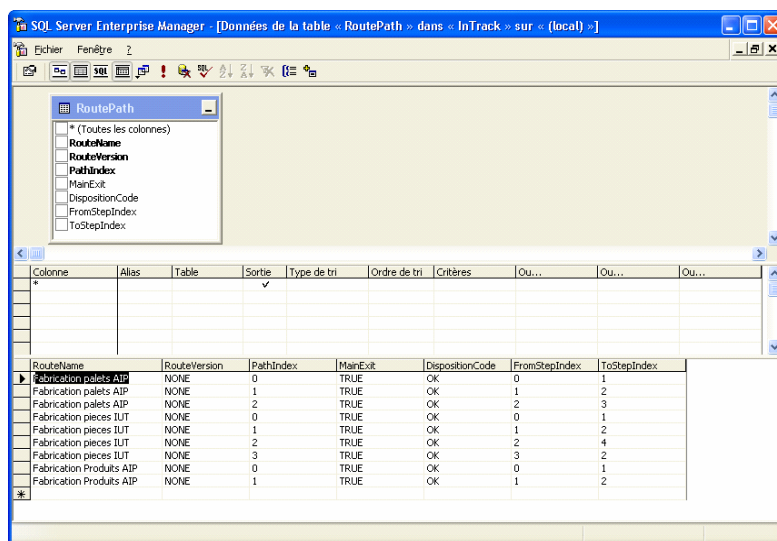 SQL Server Enterprise Manager - [Données de la table « RoutePath » dans « InTrack » sur « (local) »]
Fichier Fenêtre ?
SQL SQL
RoutePath
* (Toutes les colonnes)
RouteName
RouteVersion
PathIndex
MainExit
DispositionCode
FromStepIndex
ToStepIndex
Colonne Alias Table Sortie Type de tri Ordre de tri Critères Ou... Ou... Ou...
*
RouteName RouteVersion PathIndex MainExit DispositionCode FromStepIndex ToStepIndex
Fabrication palets AIP NONE 0 TRUE OK 0 1
Fabrication palets AIP NONE 1 TRUE OK 1 2
Fabrication palets AIP NONE 2 TRUE OK 2 3
Fabrication pieces IUT NONE 0 TRUE OK 0 1
Fabrication pieces IUT NONE 1 TRUE OK 1 2
Fabrication pieces IUT NONE 2 TRUE OK 2 4
Fabrication pieces IUT NONE 3 TRUE OK 3 2
Fabrication Produits AIP NONE 0 TRUE OK 0 1
Fabrication Produits AIP NONE 1 TRUE OK 1 2